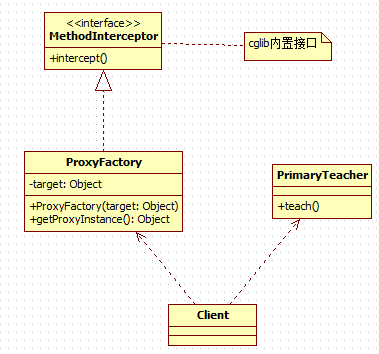 <<interface>>
MethodInterceptor
+intercept()
cglib内置接口
ProxyFactory
-target: Object
+ProxyFactory(target: Object)
+getProxyInstance(): Object
PrimaryTeacher
+teach()
Client